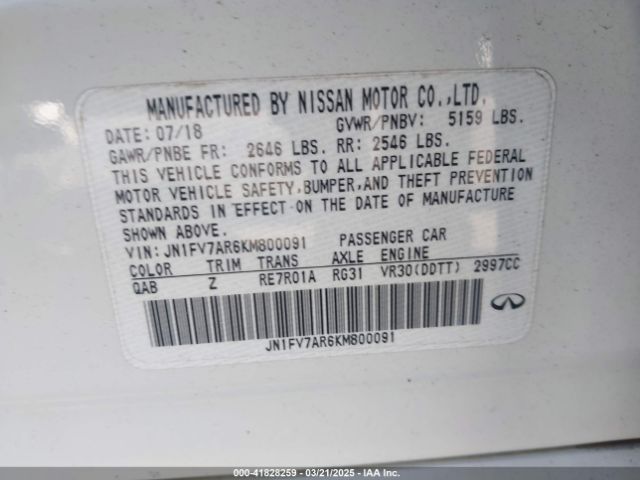 MANUFACTURED BY NISSAN MOTOR CO.,LTD.
DATE: 07/18 GVWR/PNBV: 5159 LBS.
GAWR/PNBE FR: 2646 LBS. RR: 2546 LBS.
THIS VEHICLE CONFORMS TO ALL APPLICABLE FEDERAL
MOTOR VEHICLE SAFETY,BUMPER,AND THEFT PREVENTION
STANDARDS IN EFFECT ON THE DATE OF MANUFACTURE
SHOWN ABOVE.
VIN: JN1FV7AR6KM800091 PASSENGER CAR
COLOR TRIM TRANS AXLE ENGINE
QAB Z RE7R01A RG31 VR30(DDTT) 2997CC
JN1FV7AR6KM800091
000-41828259 - 03/21/2025 - IAAI.COM